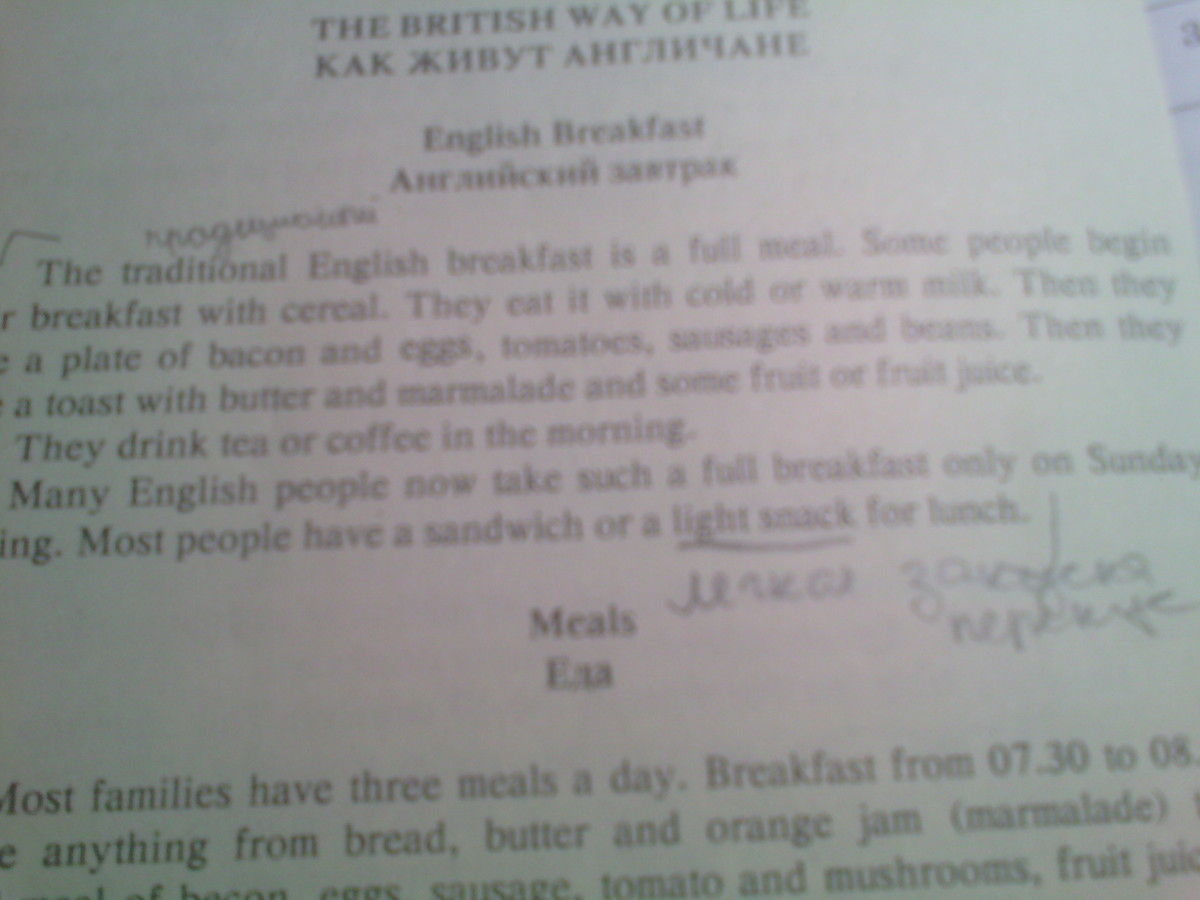 THE BRITISH WAY OF LIFE
КАК ЖИВУТ АНГЛИЧАНЕ
English Breakfast
Английский завтрак
The traditional English breakfast is a full meal. Some people begin
r breakfast with cereal. They eat it with cold or warm milk. Then they
e a plate of bacon and eggs, tomatoes, sausages and beans. Then they
e a toast with butter and marmalade and some fruit or fruit juice.
They drink tea or coffee in the morning.
Many English people now take such a full breakfast only on Sunday
ing. Most people have a sandwich or a light snack for lunch.
легкая закуска
перекус
Meals
Еда
Most families have three meals a day. Breakfast from 07.30 to 08.
e anything from bread, butter and orange jam (marmalade)
meal of bacon, eggs, sausage, tomato and mushrooms, fruit juic